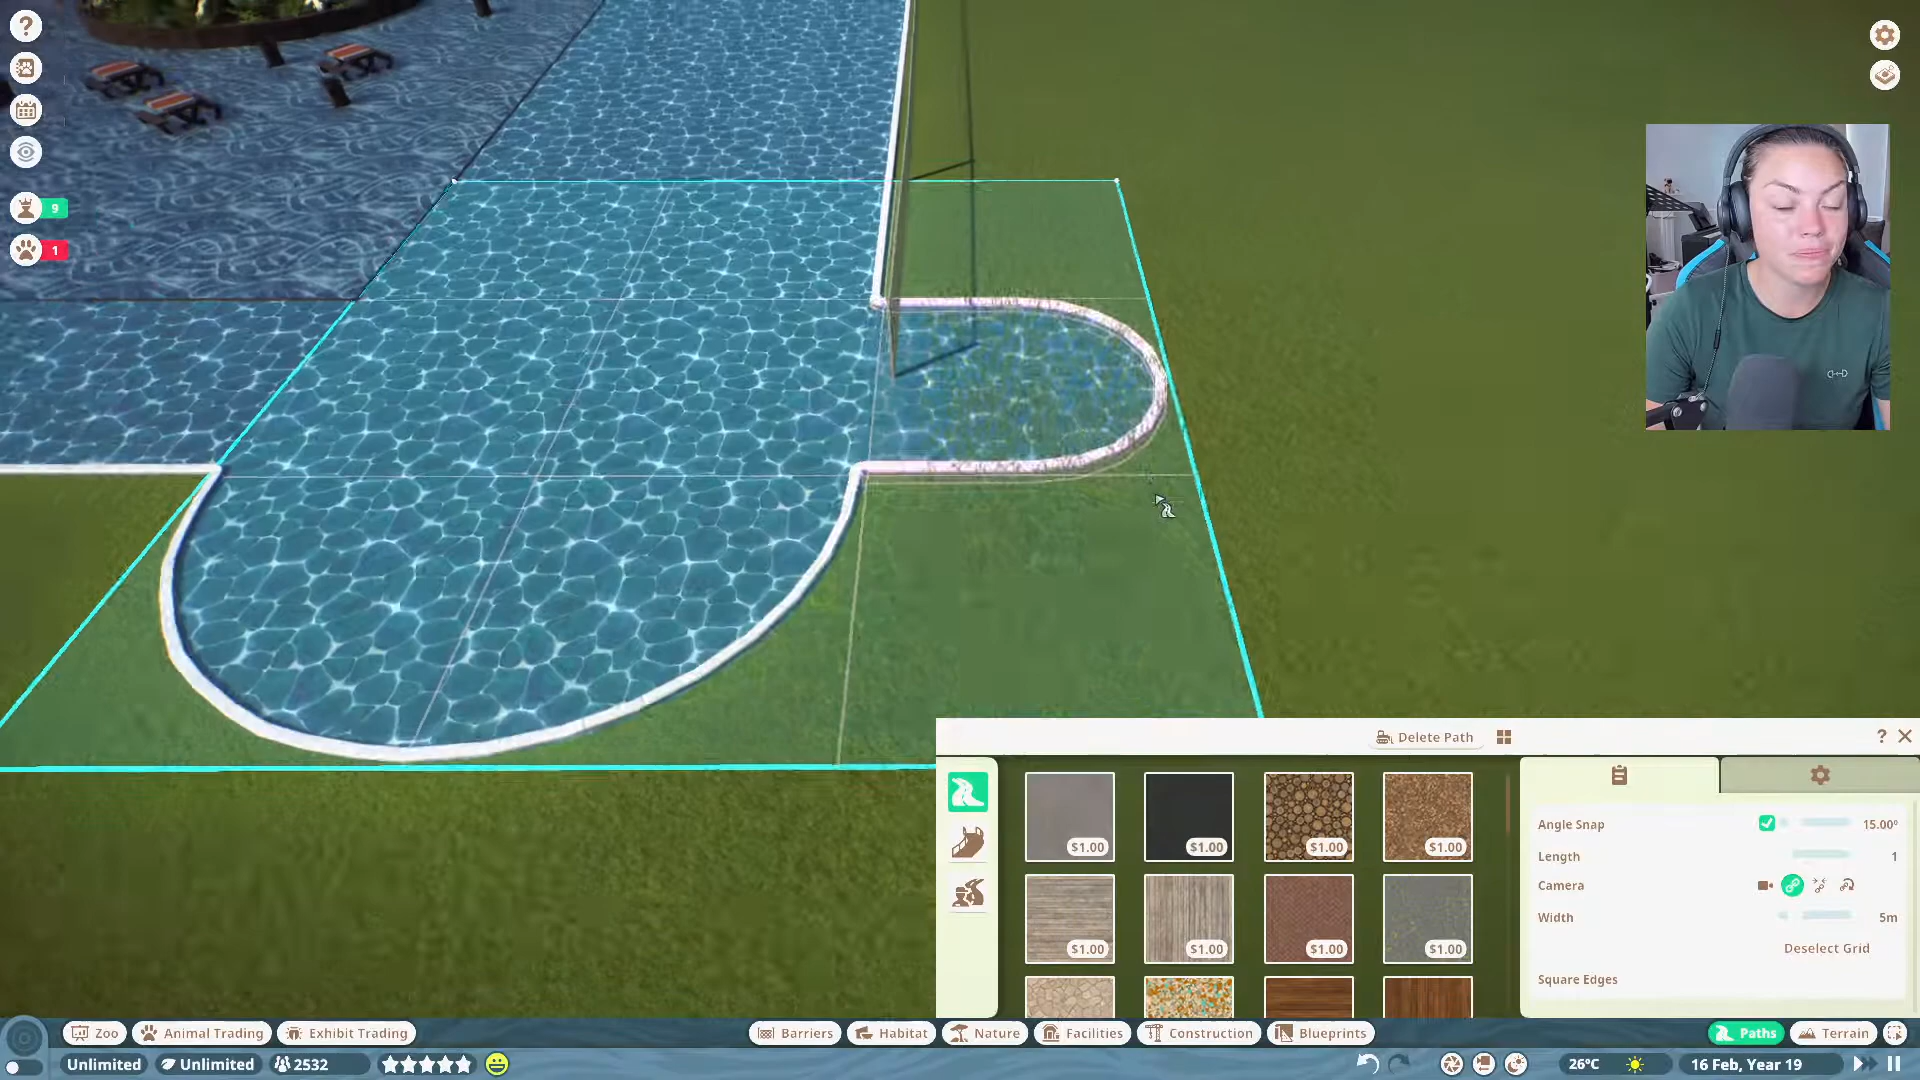 ?
9
1
Delete Path
?
$1.00
$1.00
$1.00
$1.00
$1.00
$1.00
$1.00
$1.00
Angle Snap
15.00°
Length
1
Camera
Width
5m
Deselect Grid
Square Edges
Zoo
Animal Trading
Exhibit Trading
Barriers
Habitat
Nature
Facilities
Construction
Blueprints
Paths
Terrain
Unlimited
Unlimited
2532
26°C
16 Feb, Year 19